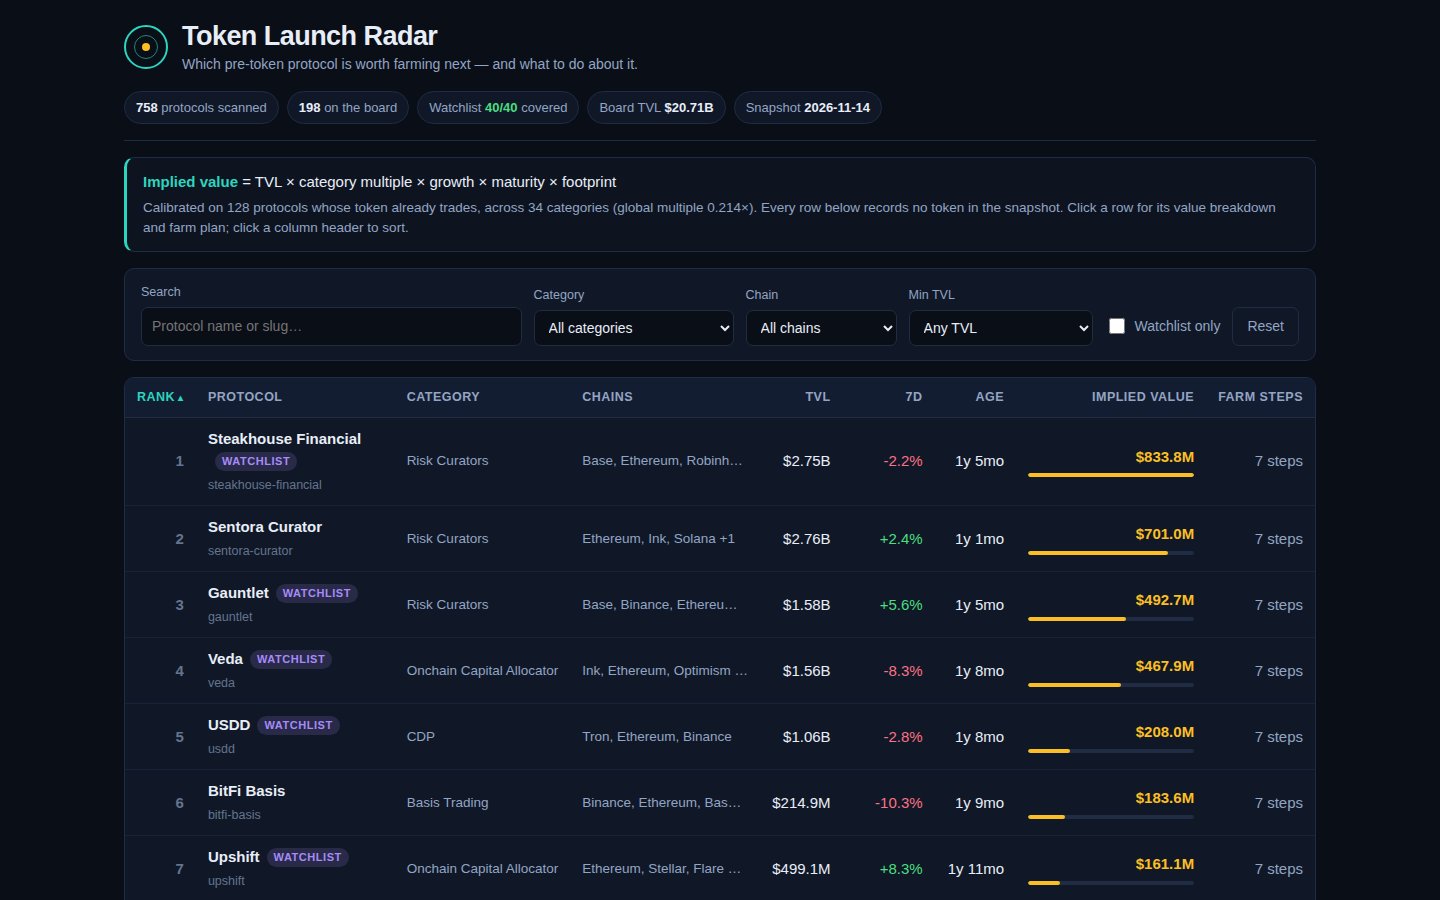 Token Launch Radar
Which pre-token protocol is worth farming next — and what to do about it.
758 protocols scanned
198 on the board
Watchlist 40/40 covered
Board TVL $20.71B
Snapshot 2026-11-14
Implied value = TVL × category multiple × growth × maturity × footprint
Calibrated on 128 protocols whose token already trades, across 34 categories (global multiple 0.214×). Every row below records no token in the snapshot. Click a row for its value breakdown
and farm plan; click a column header to sort.
Search
Category
Chain
Min TVL
Protocol name or slug…
All categories
All chains
Any TVL
Watchlist only
Reset
RANK▲ PROTOCOL CATEGORY CHAINS TVL 7D AGE IMPLIED VALUE FARM STEPS
1 Steakhouse Financial WATCHLIST steakhouse-financial Risk Curators Base, Ethereum, Robinh… $2.75B -2.2% 1y 5mo $833.8M 7 steps
2 Sentora Curator sentora-curator Risk Curators Ethereum, Ink, Solana +1 $2.76B +2.4% 1y 1mo $701.0M 7 steps
3 Gauntlet WATCHLIST gauntlet Risk Curators Base, Binance, Ethereu… $1.58B +5.6% 1y 5mo $492.7M 7 steps
4 Veda WATCHLIST veda Onchain Capital Allocator Ink, Ethereum, Optimism … $1.56B -8.3% 1y 8mo $467.9M 7 steps
5 USDD WATCHLIST usdd CDP Tron, Ethereum, Binance $1.06B -2.8% 1y 8mo $208.0M 7 steps
6 BitFi Basis bitfi-basis Basis Trading Binance, Ethereum, Bas… $214.9M -10.3% 1y 9mo $183.6M 7 steps
7 Upshift WATCHLIST upshift Onchain Capital Allocator Ethereum, Stellar, Flare … $499.1M +8.3% 1y 11mo $161.1M 7 steps